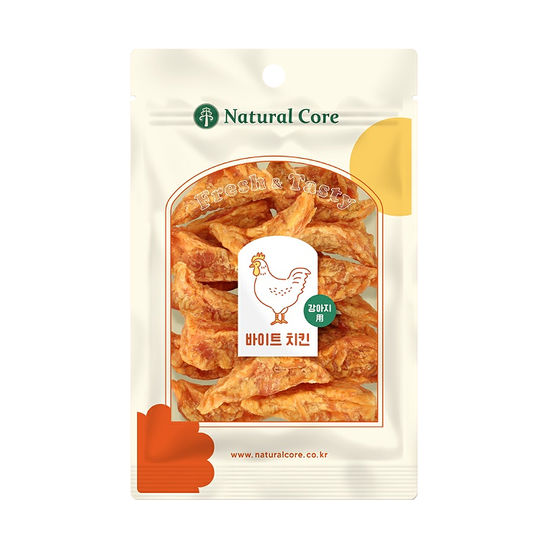 Natural Core
Fresh & Tasty
강아지
用
바이트 치킨
www.naturalcore.co.kr